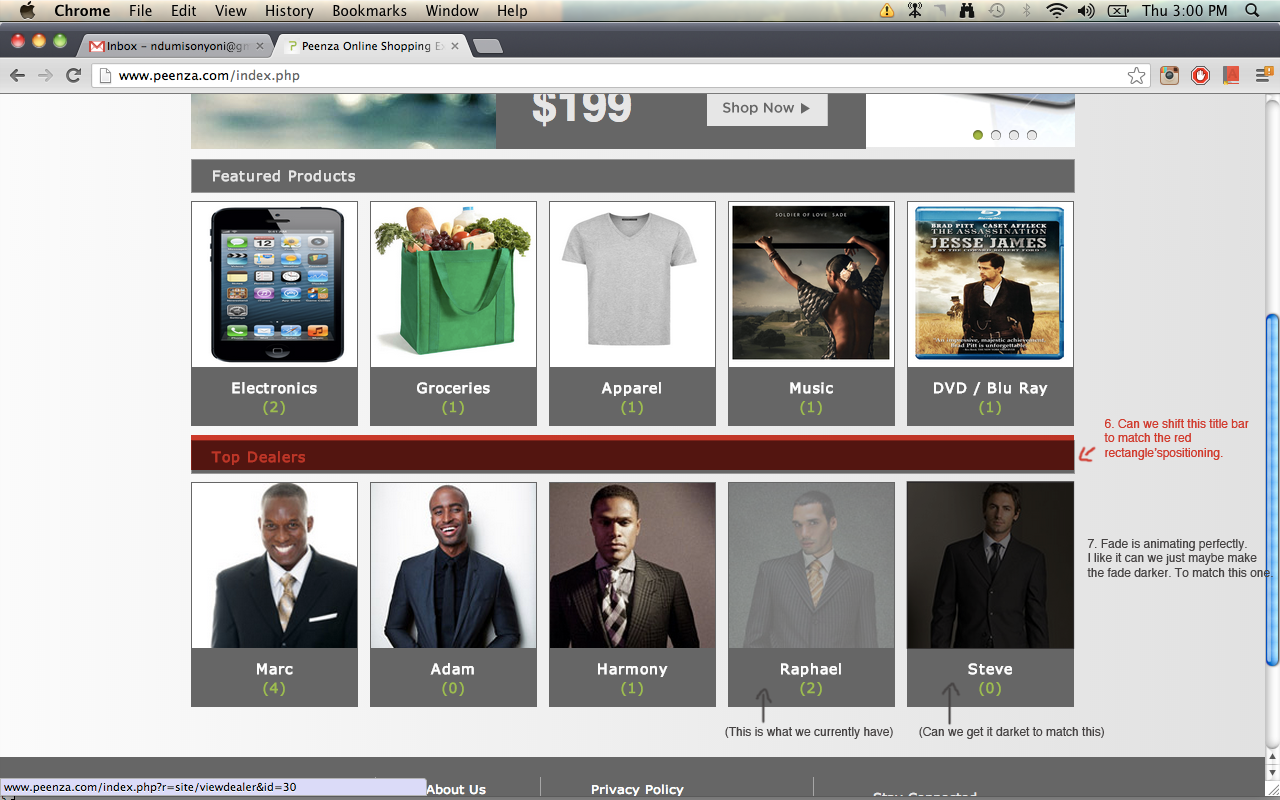 Chrome File Edit View History Bookmarks Window Help Thu 3:00 PM
Inbox – ndumisonyoni@gm Peenza Online Shopping Ex
www.peenza.com/index.php
$199
Shop Now
Featured Products
SOLDIER OF LOVE SADE
Blu-ray Disc
BRAD PITT CASEY AFFLECK
THE ASSASSINATION
OF
JESSE JAMES
BY THE COWARD ROBERT FORD
An impressive, majestic achievement.
Brad Pitt is unforgettable.
Electronics Groceries Apparel Music DVD / Blu Ray
(2) (1) (1) (1) (1)
6. Can we shift this title bar
to match the red
rectangle'spositioning.
Top Dealers
7. Fade is animating perfectly.
I like it can we just maybe make
the fade darker. To match this one.
Marc Adam Harmony Raphael Steve
(4) (0) (1) (2) (0)
(This is what we currently have) (Can we get it darket to match this)
www.peenza.com/index.php?r=site/viewdealer&id=30
About Us Privacy Policy Stay Connected